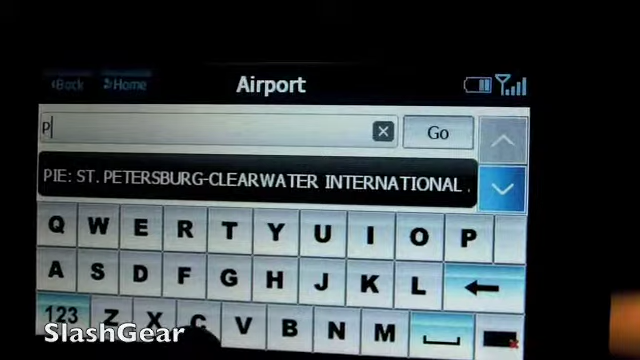 Back Home Airport
P Go
PIE: ST. PETERSBURG-CLEARWATER INTERNATIONAL
Q W E R T Y U I O P
A S D F G H J K L
123 Z X C V B N M
SlashGear